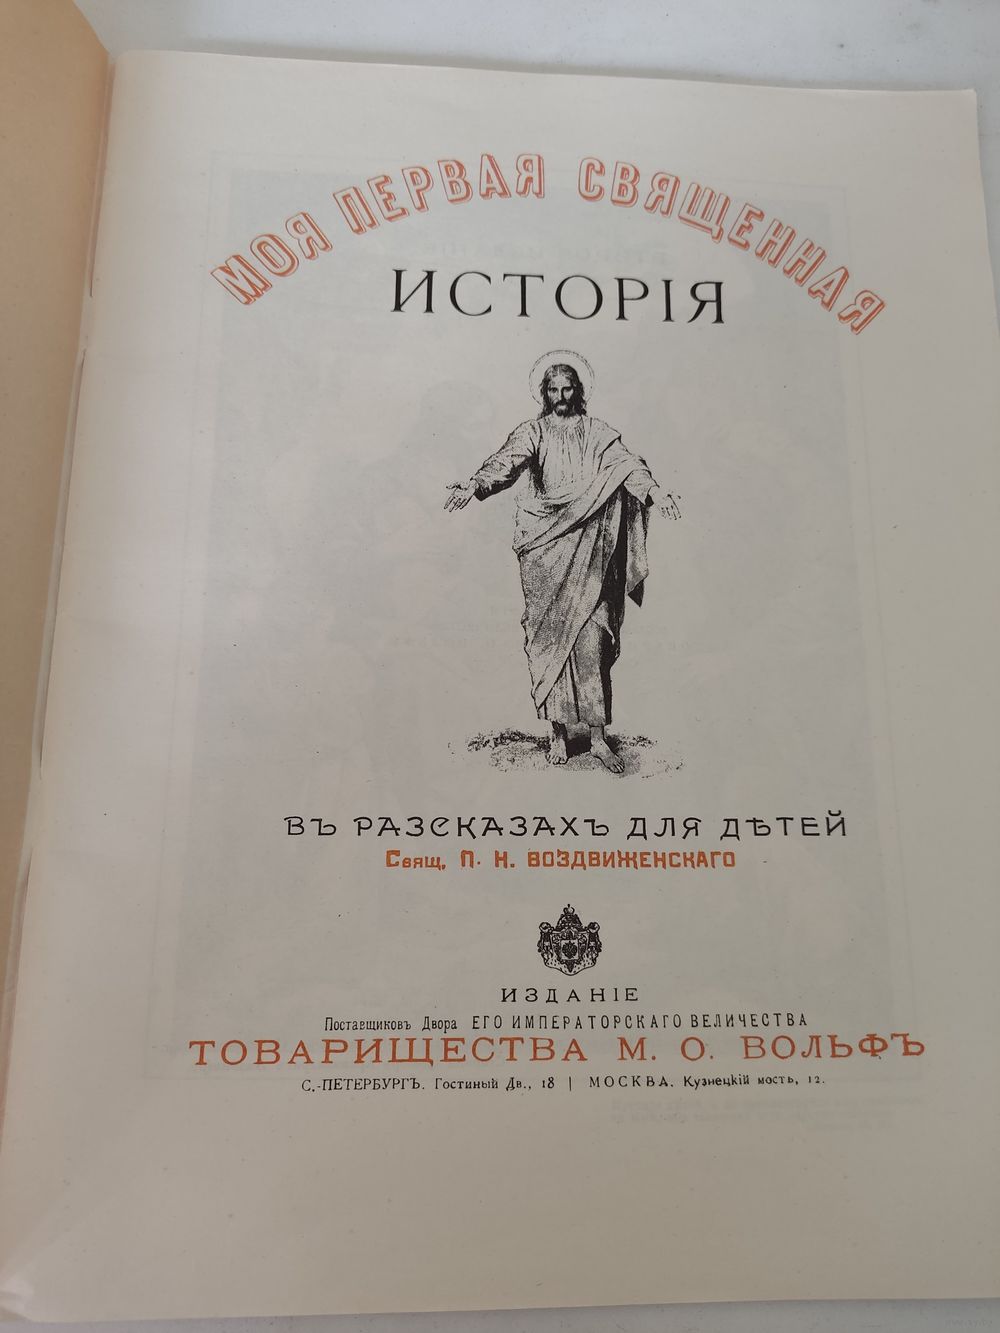 МОЯ ПЕРВАЯ СВЯЩЕННАЯ
ИСТОРІЯ
ВЪ РАЗСКАЗАХЪ ДЛЯ ДѢТЕЙ
Свящ. П. Н. ВОЗДВИЖЕНСКАГО
ИЗДАНІЕ
Поставщиковъ Двора ЕГО ИМПЕРАТОРСКАГО ВЕЛИЧЕСТВА
ТОВАРИЩЕСТВА М. О. ВОЛЬФЪ
С.-ПЕТЕРБУРГЪ. Гостиный Дв., 18 | МОСКВА. Кузнецкій мость, 12.